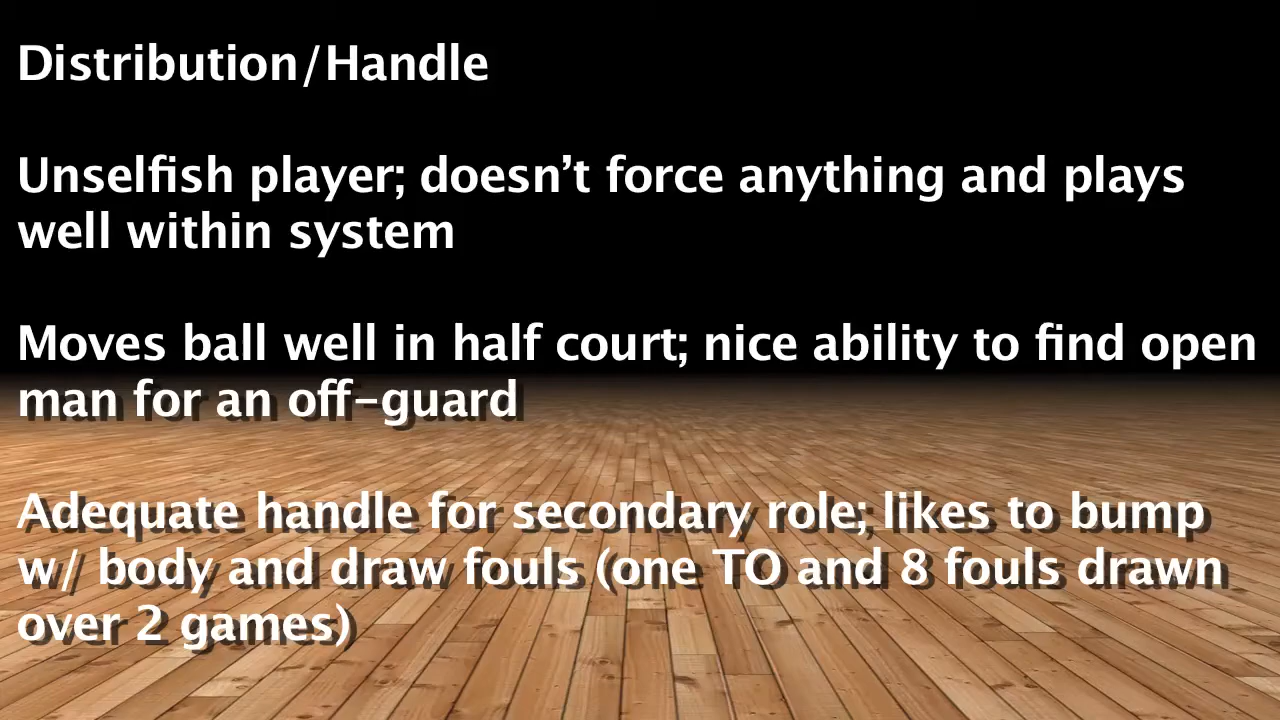 Distribution/Handle
Unselfish player; doesn’t force anything and plays
well within system
Moves ball well in half court; nice ability to find open
man for an off-guard
Adequate handle for secondary role; likes to bump
w/ body and draw fouls (one TO and 8 fouls drawn
over 2 games)